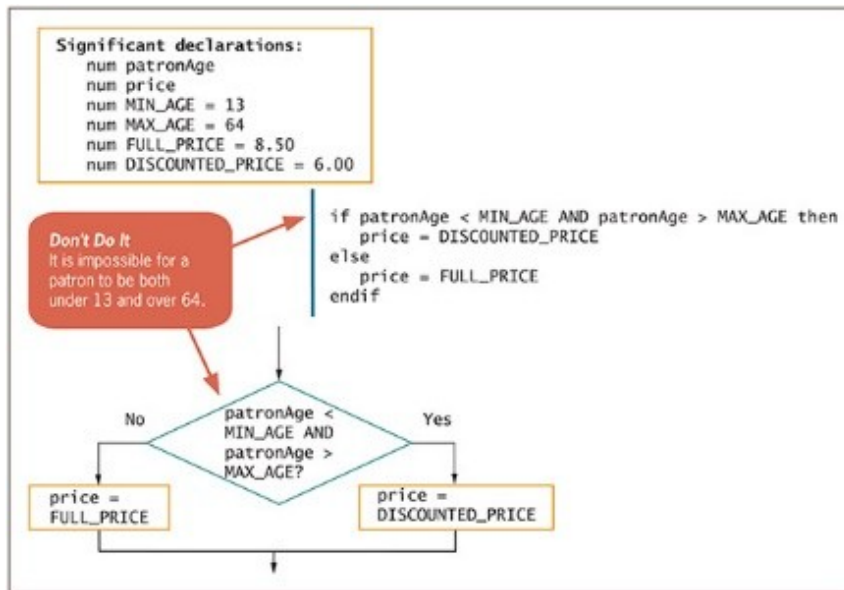 Significant declarations:
num patronAge
num price
num MIN_AGE = 13
num MAX_AGE = 64
num FULL_PRICE = 8.50
num DISCOUNTED_PRICE = 6.00
if patronAge < MIN_AGE AND patronAge > MAX_AGE then
price = DISCOUNTED_PRICE
else
price = FULL_PRICE
endif
Don't Do It
It is impossible for a
patron to be both
under 13 and over 64.
No
patronAge <
MIN_AGE AND
patronAge >
MAX_AGE?
Yes
price =
FULL_PRICE
price =
DISCOUNTED_PRICE